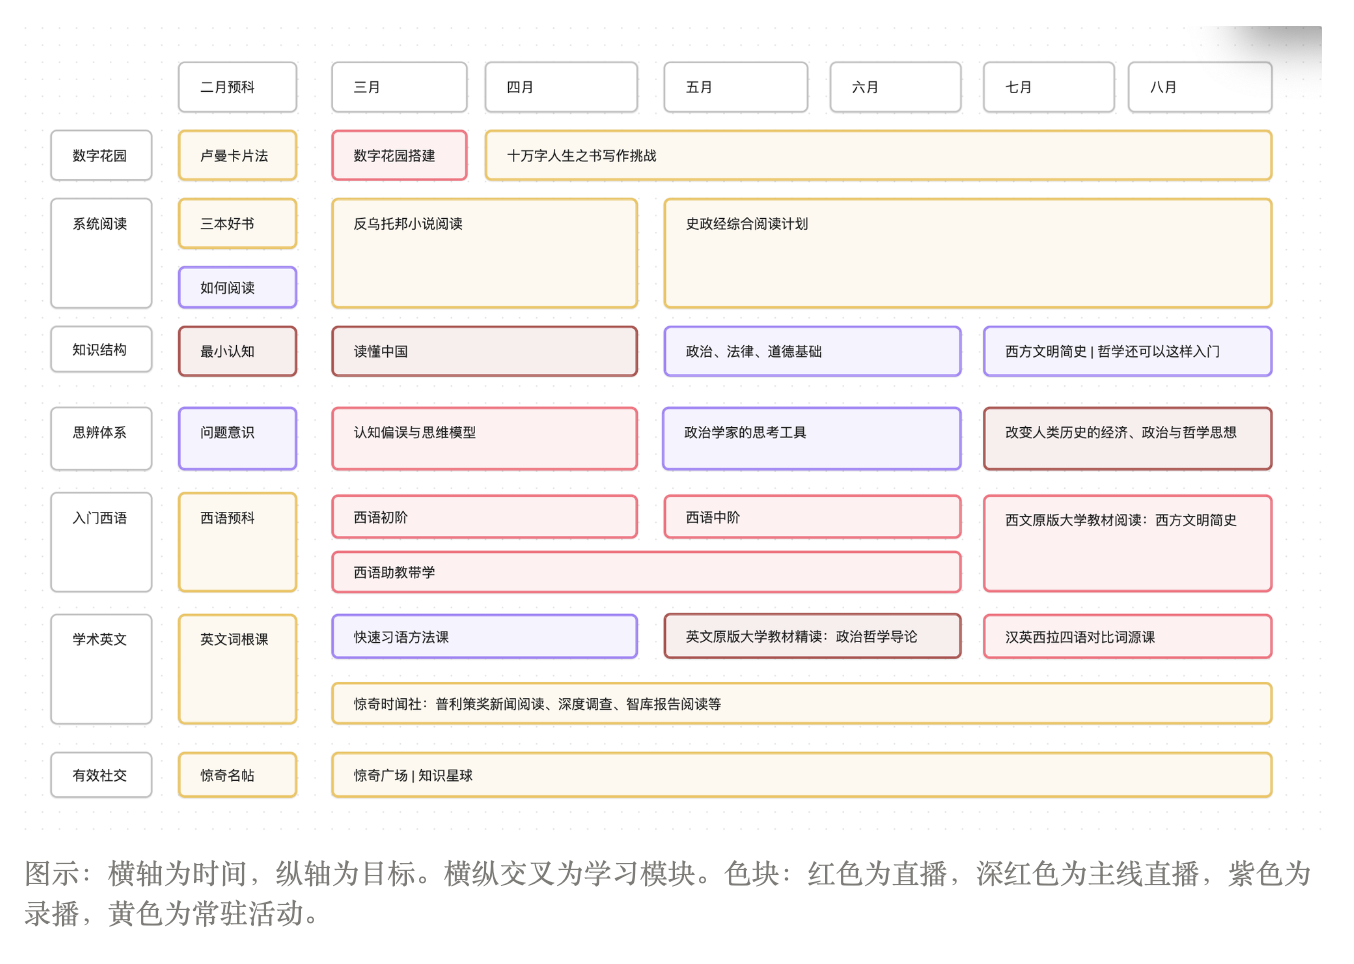 二月预科 三月 四月 五月 六月 七月 八月
数字花园 卢曼卡片法 数字花园搭建 十万字人生之书写作挑战
系统阅读 三本好书 反乌托邦小说阅读 史政经综合阅读计划
如何阅读
知识结构 最小认知 读懂中国 政治、法律、道德基础 西方文明简史 | 哲学还可以这样入门
思辨体系 问题意识 认知偏误与思维模型 政治学家的思考工具 改变人类历史的经济、政治与哲学思想
入门西语 西语预科 西语初阶 西语中阶 西文原版大学教材阅读：西方文明简史
西语助教带学
学术英文 英文词根课 快速习语方法课 英文原版大学教材精读：政治哲学导论 汉英西拉四语对比词源课
惊奇时闻社：普利策奖新闻阅读、深度调查、智库报告阅读等
有效社交 惊奇名帖 惊奇广场 | 知识星球
图示：横轴为时间，纵轴为目标。横纵交叉为学习模块。色块：红色为直播，深红色为主线直播，紫色为
录播，黄色为常驻活动。